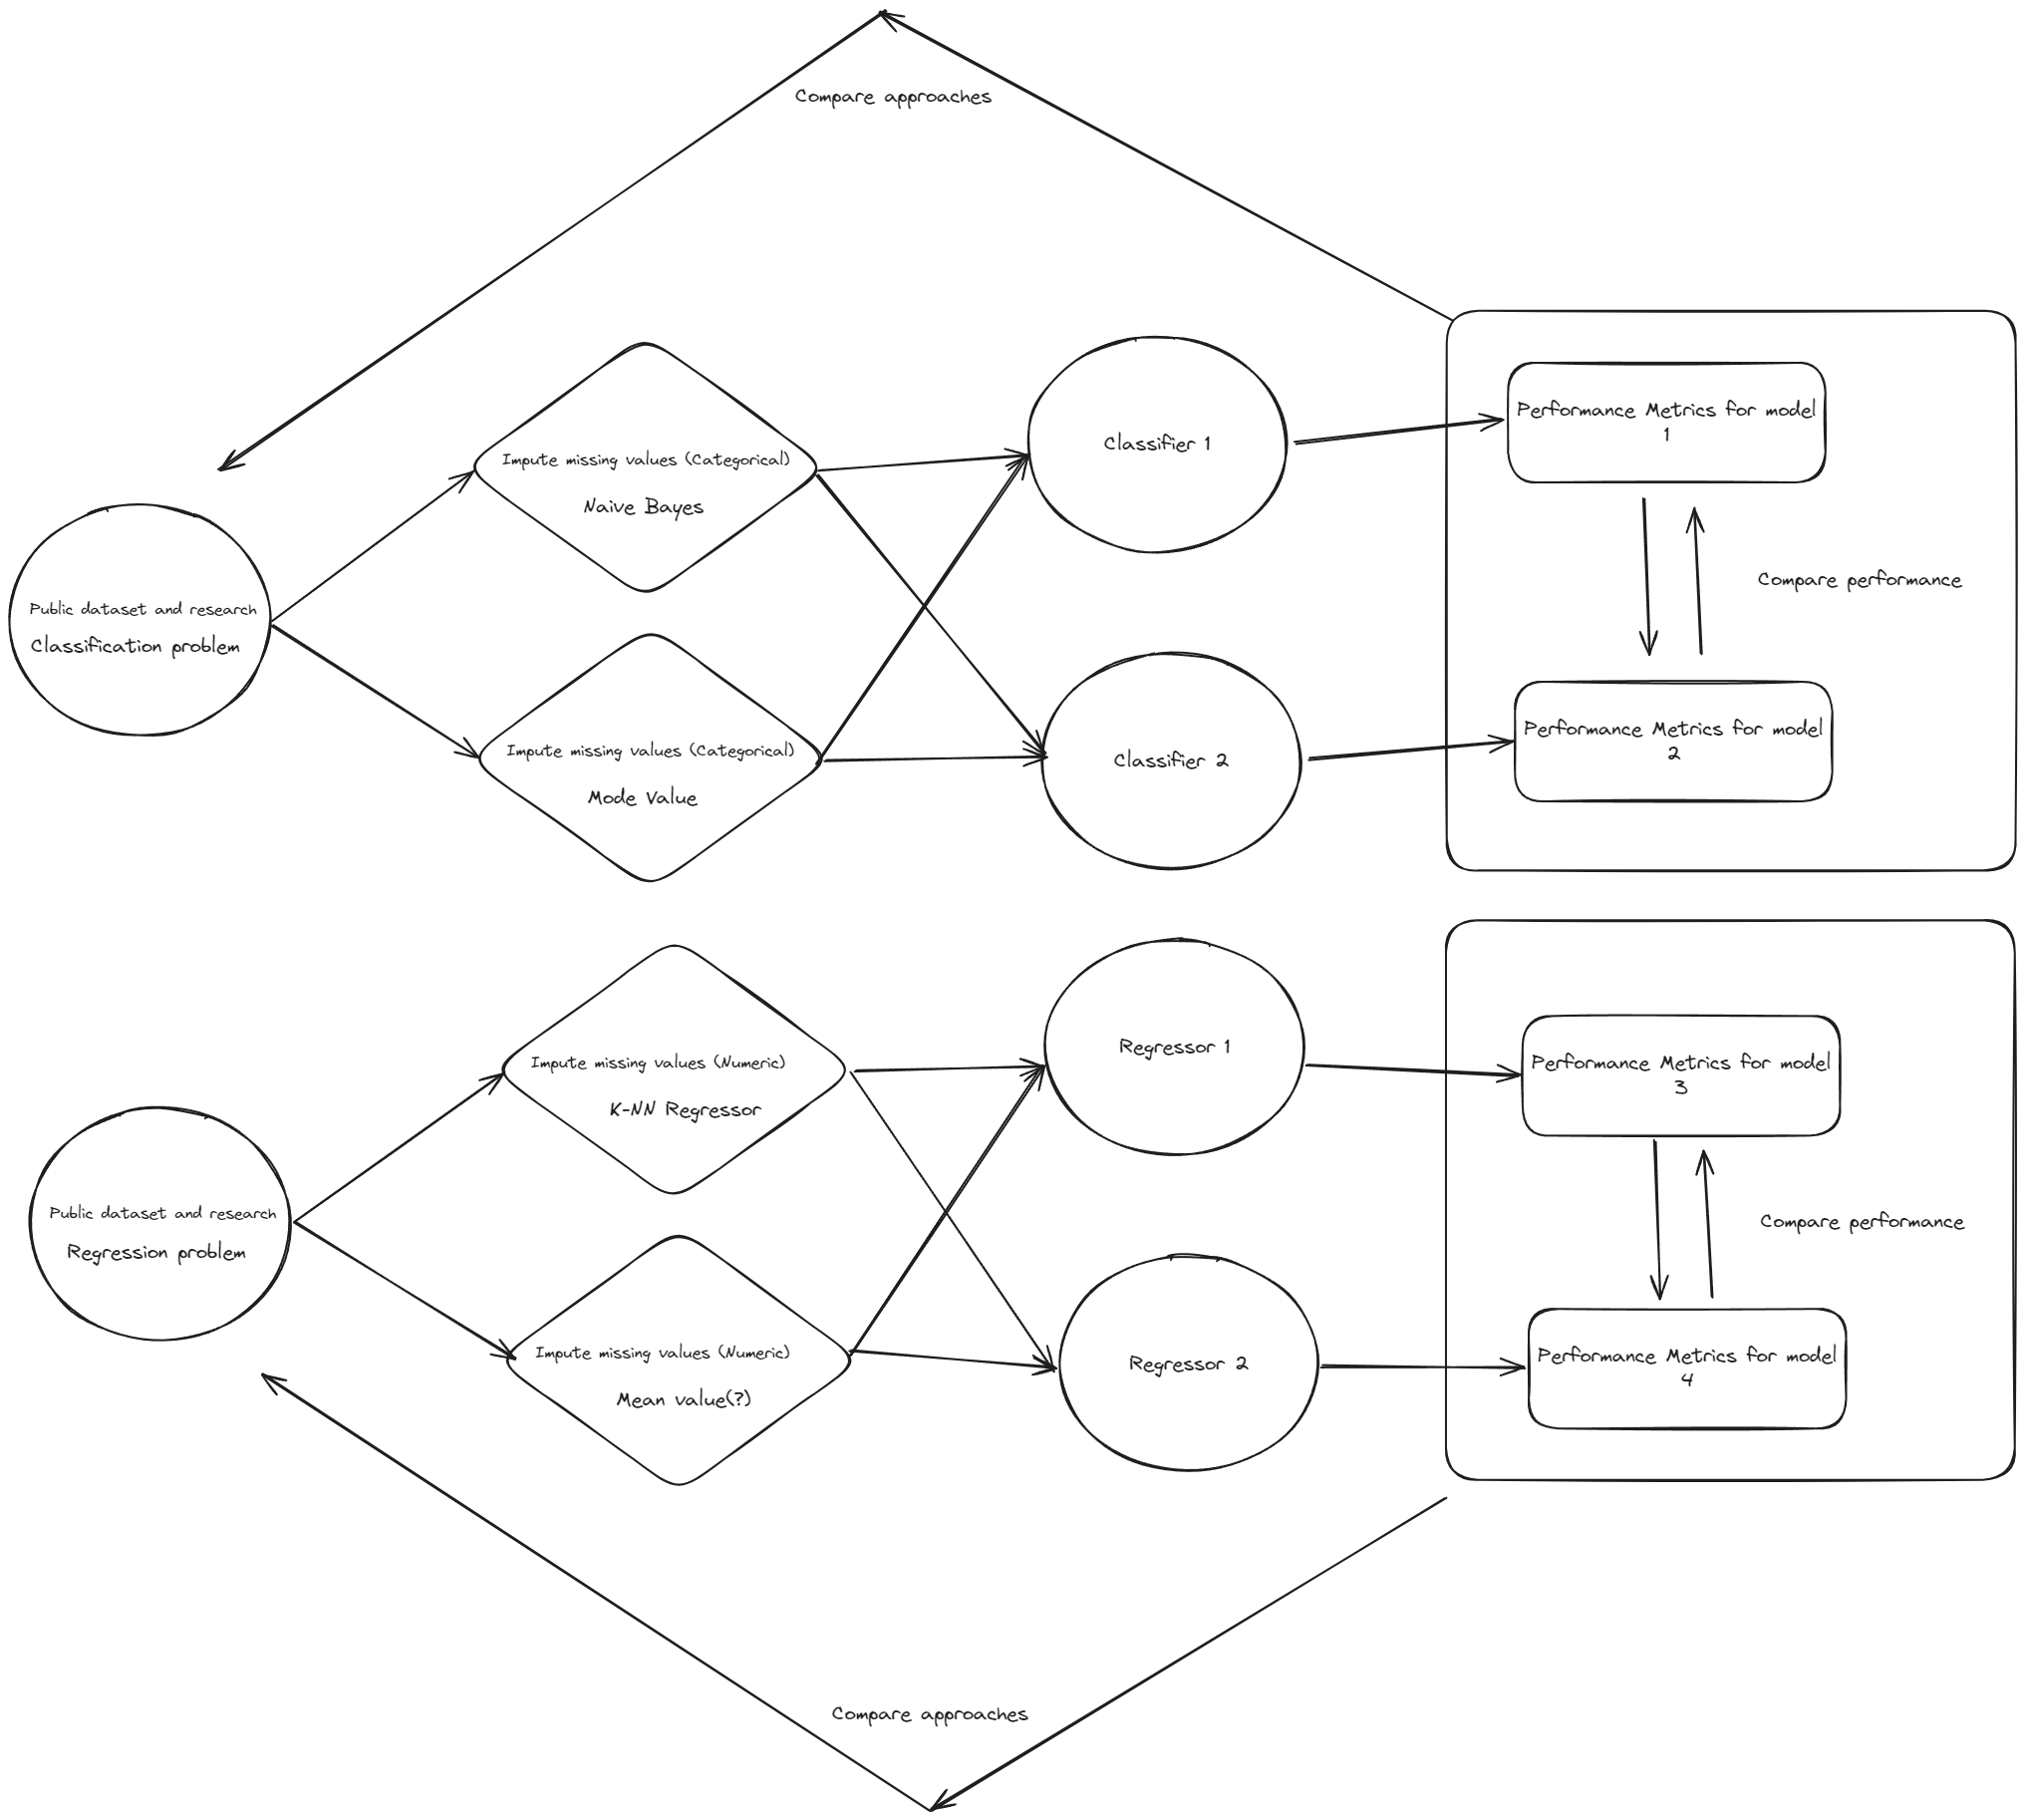 Compare approaches
Impute missing values (Categorical)
Naive Bayes
Classifier 1
Performance Metrics for model
1
Public dataset and research
Classification problem
Compare performance
Impute missing values (Categorical)
Mode Value
Classifier 2
Performance Metrics for model
2
Impute missing values (Numeric)
K-NN Regressor
Regressor 1
Performance Metrics for model
3
Public dataset and research
Regression problem
Compare performance
Impute missing values (Numeric)
Mean value(?)
Regressor 2
Performance Metrics for model
4
Compare approaches